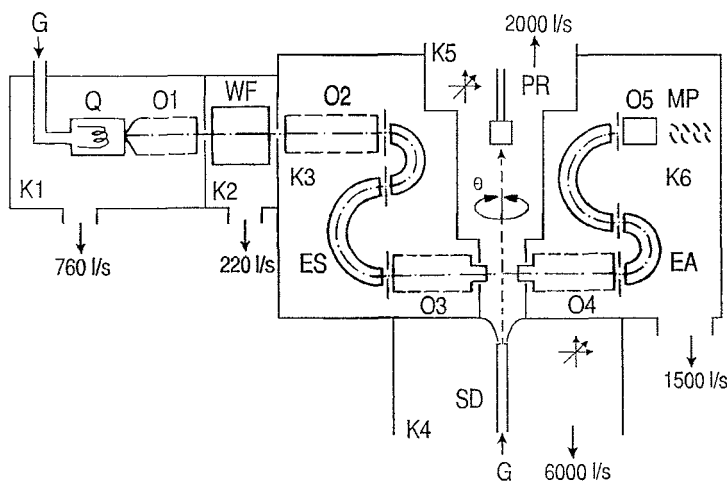 G
2000 l/s
K5
Q
O1
WF
O2
PR
O5
MP
K1
K2
K3
θ
K6
760 l/s
220 l/s
ES
EA
O3
O4
1500 l/s
SD
K4
G
6000 l/s